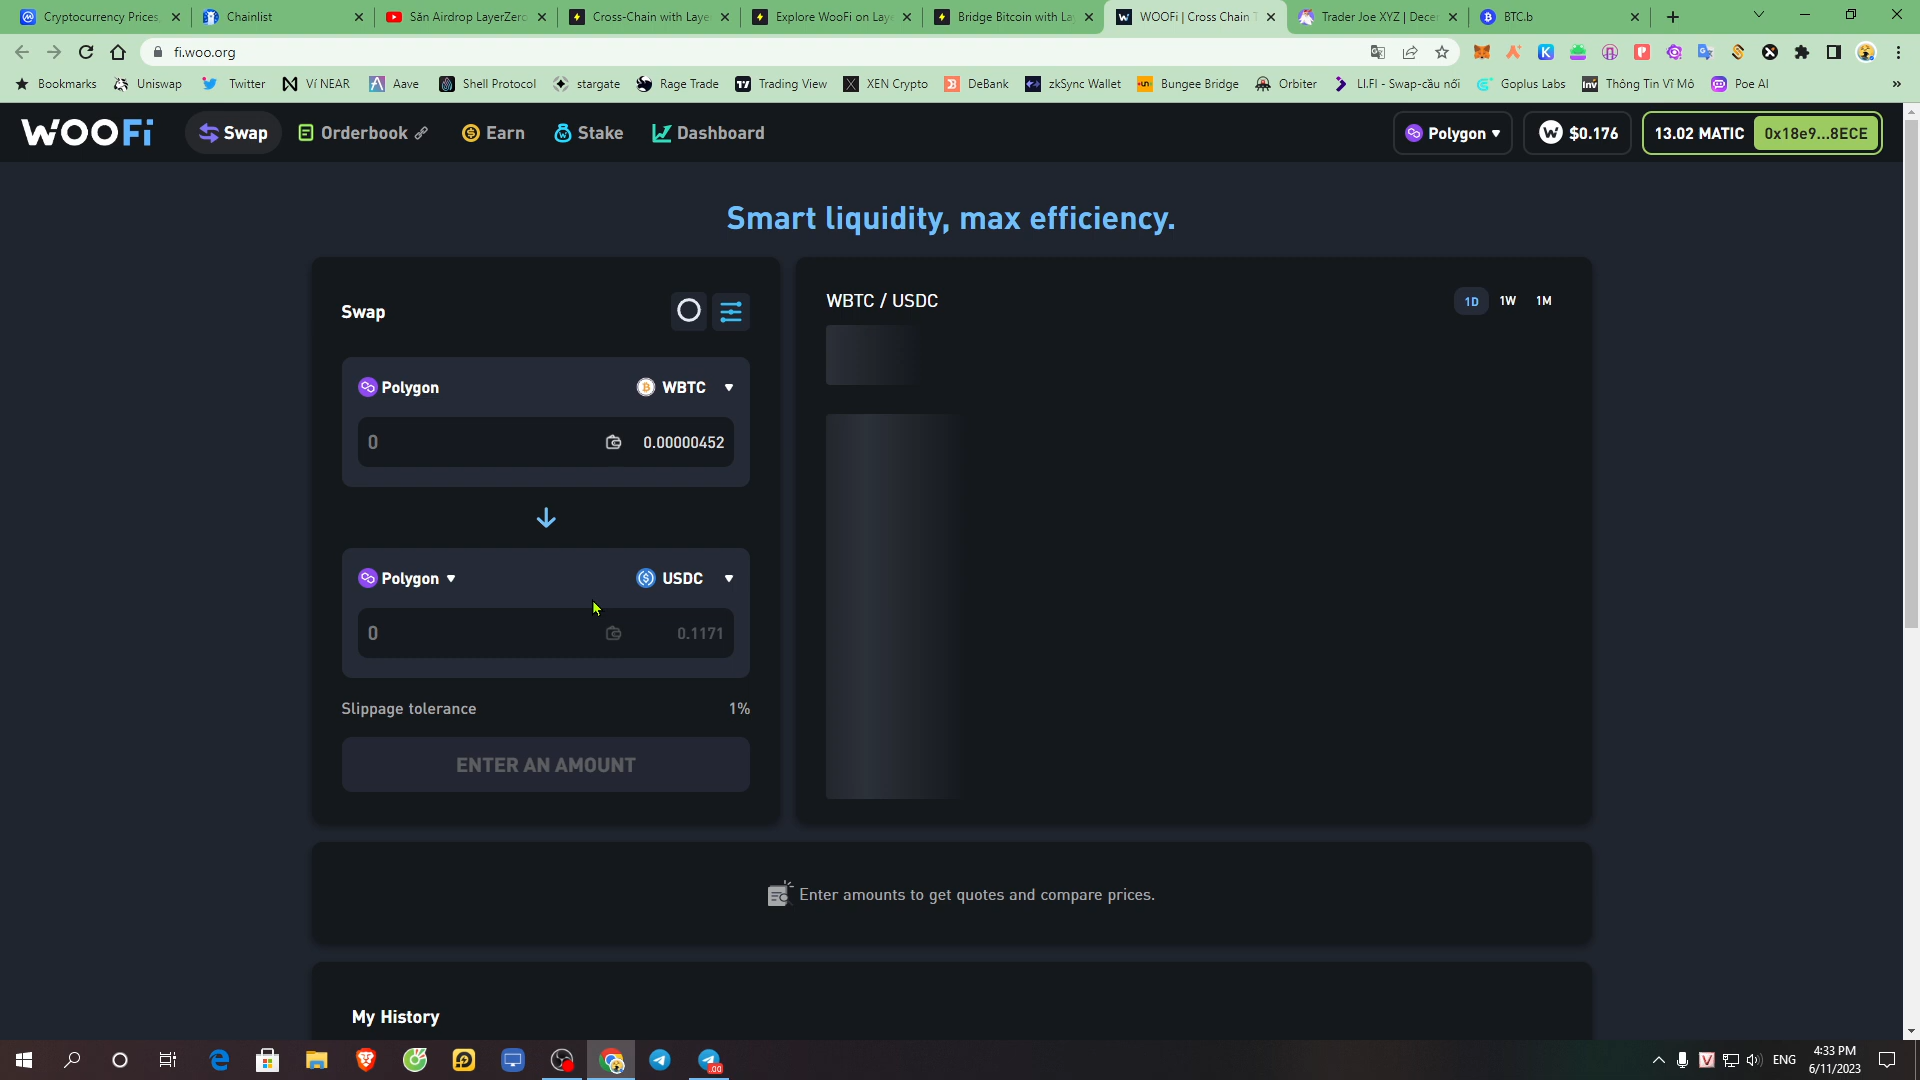 Cryptocurrency Prices
Chainlist
Săn Airdrop LayerZero
Cross-Chain with Laye
Explore WooFi on Lay
Bridge Bitcoin with La
WOOFi | Cross Chain
Trader Joe XYZ | Dece
BTC.b
fi.woo.org
Bookmarks
Uniswap
Twitter
Ví NEAR
Aave
Shell Protocol
stargate
Rage Trade
Trading View
XEN Crypto
DeBank
zkSync Wallet
Bungee Bridge
Orbiter
LI.FI - Swap-cầu nối
Goplus Labs
Thông Tin Vĩ Mô
Poe AI
WOOFi
Swap
Orderbook
Earn
Stake
Dashboard
Polygon
$0.176
13.02 MATIC
0x18e9...8ECE
Smart liquidity, max efficiency.
Swap
Polygon
WBTC
0
0.00000452
Polygon
USDC
0
0.1171
Slippage tolerance
1%
ENTER AN AMOUNT
WBTC / USDC
1D
1W
1M
Enter amounts to get quotes and compare prices.
My History
ENG
4:33 PM
6/11/2023